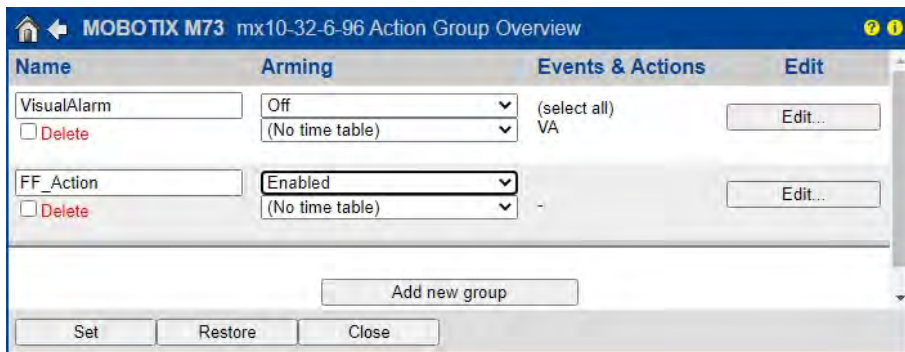 MOBOTIX M73 mx10-32-6-96 Action Group Overview ? i
Name Arming Events & Actions Edit
VisualAlarm Off (select all) Edit...
Delete (No time table) VA
FF_Action Enabled Edit...
Delete (No time table) -
Add new group
Set Restore Close